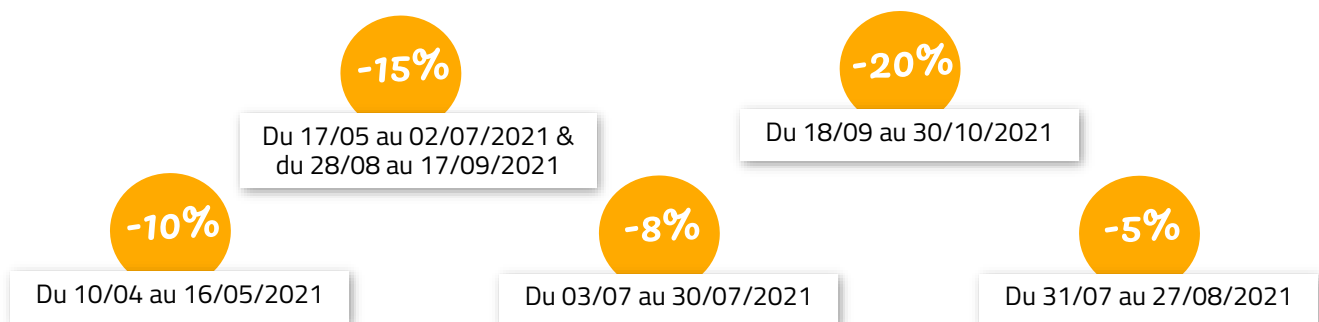 -15%
Du 17/05 au 02/07/2021 &
du 28/08 au 17/09/2021
-20%
Du 18/09 au 30/10/2021
-10%
Du 10/04 au 16/05/2021
-8%
Du 03/07 au 30/07/2021
-5%
Du 31/07 au 27/08/2021